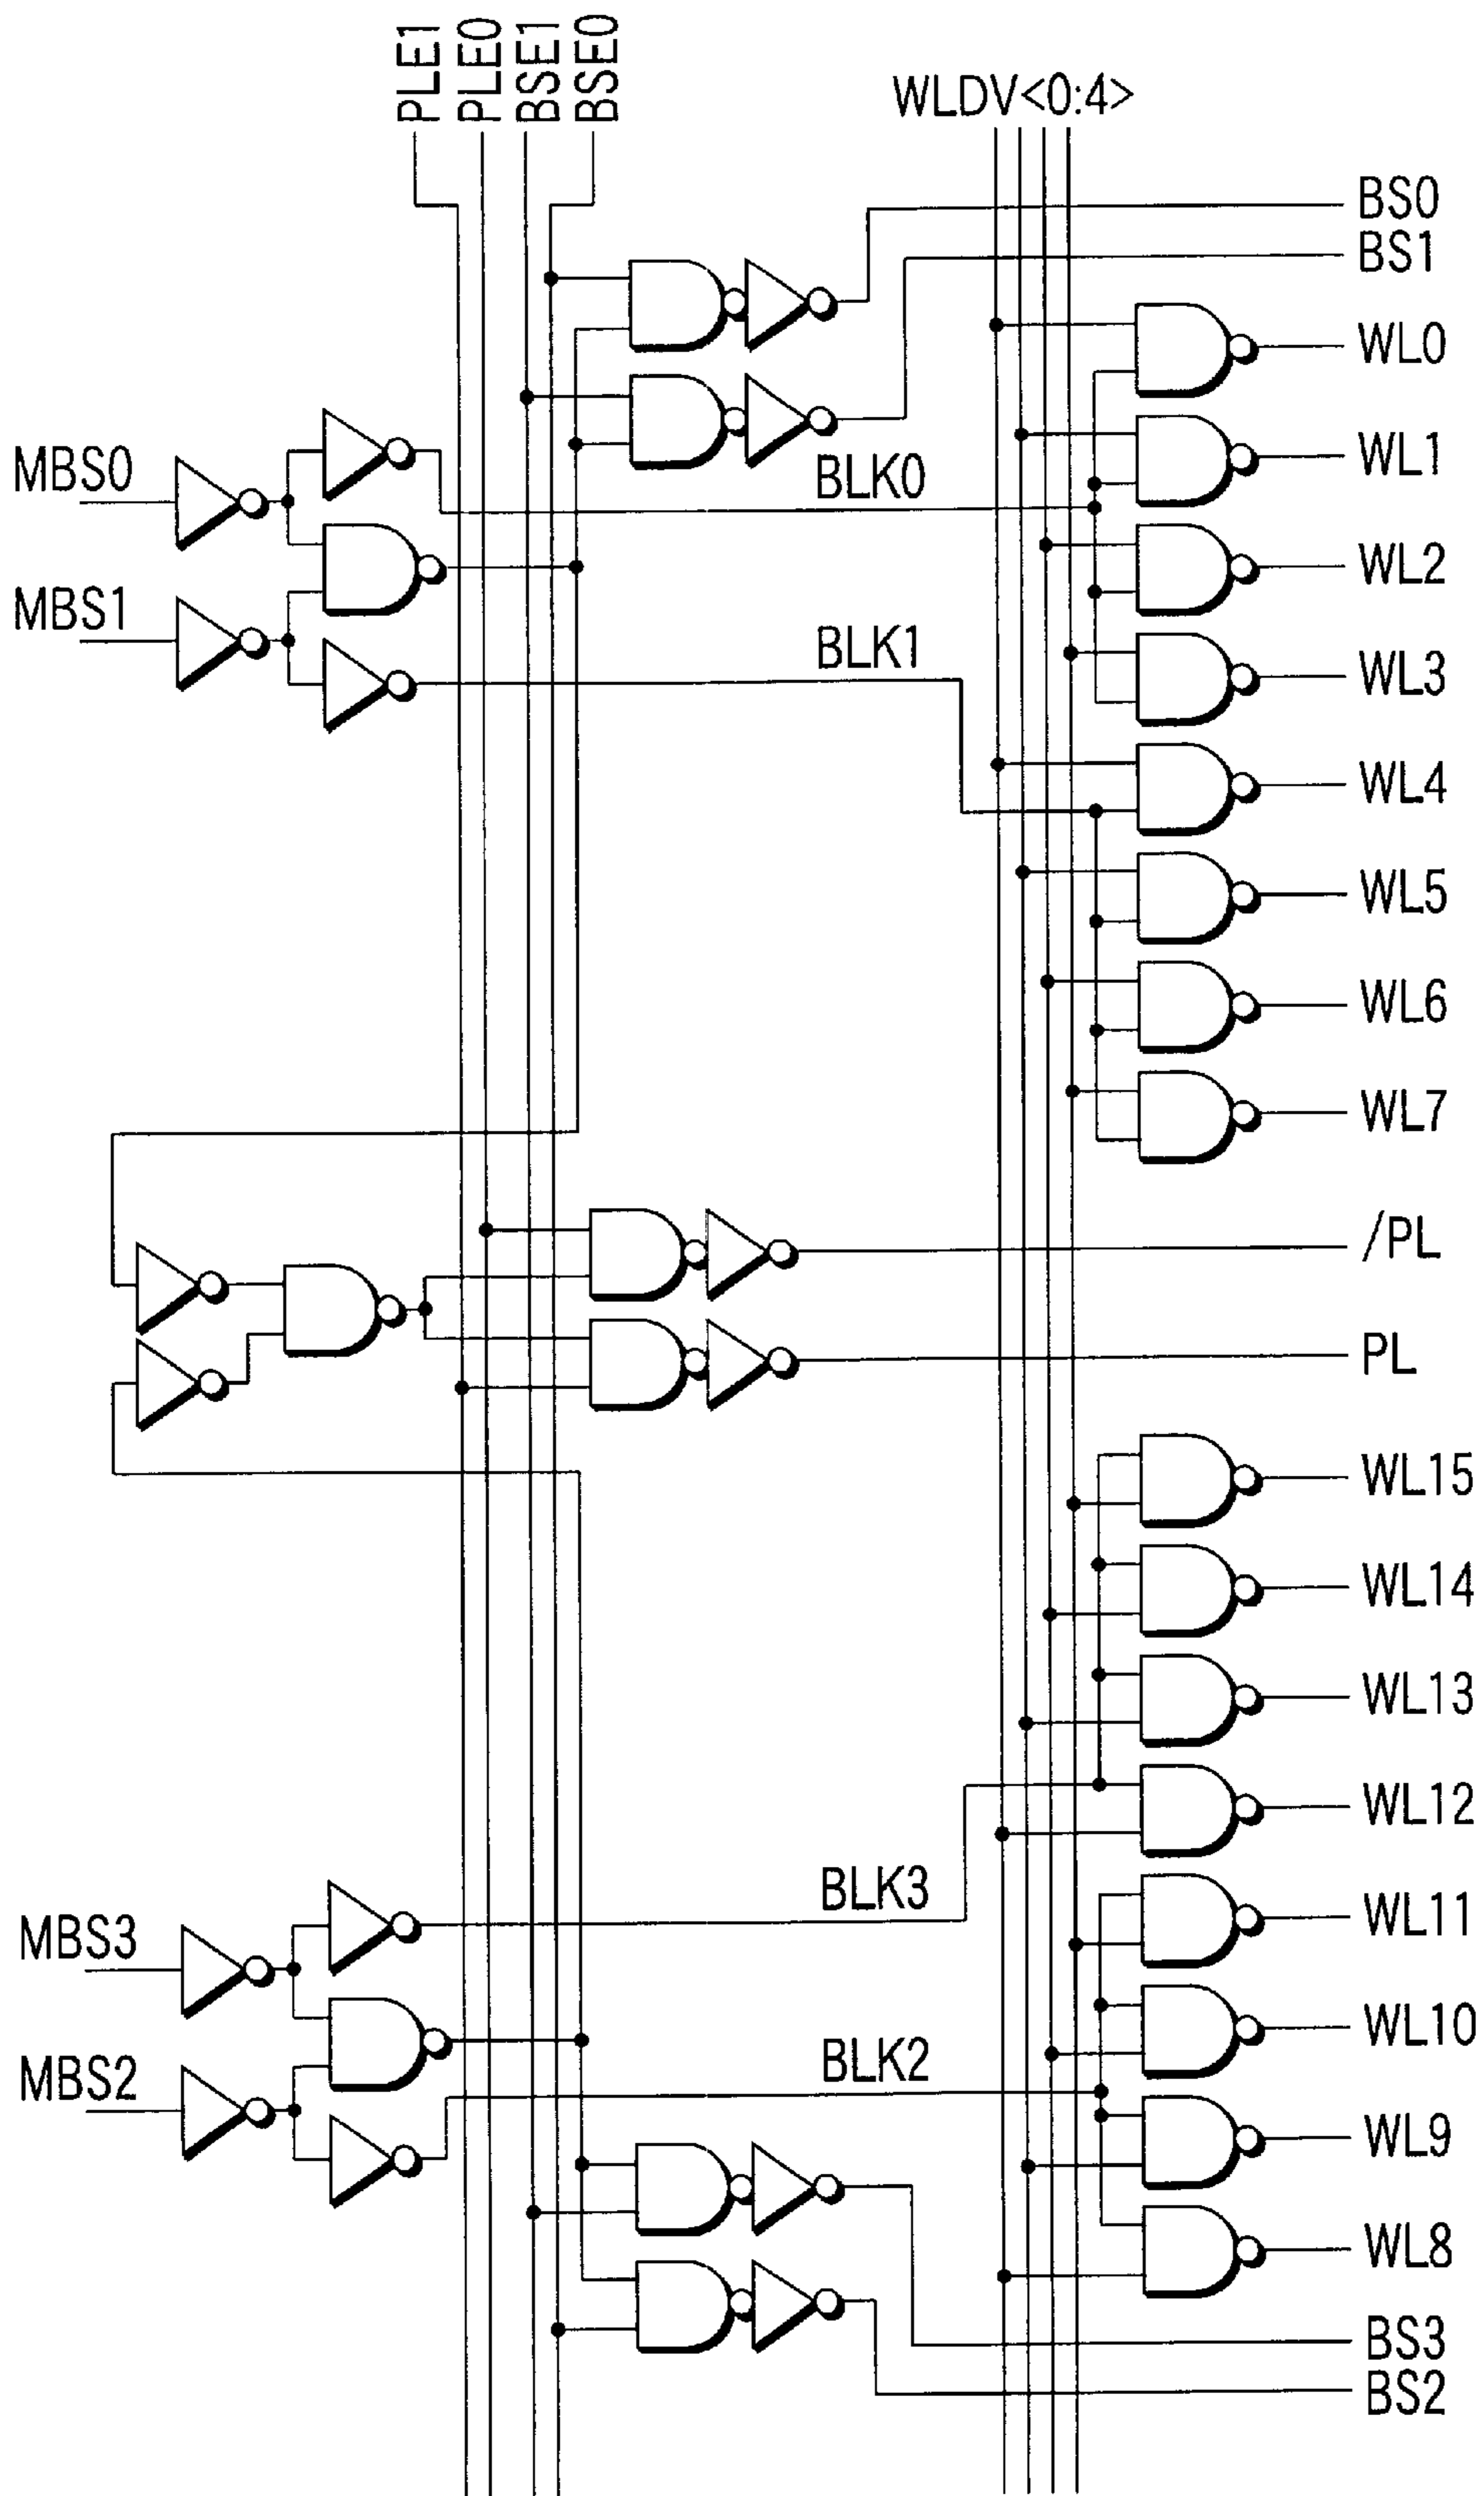 PLE1
PLE0
BSE1
BSE0
WLDV<0:4>
BS0
BS1
WL0
MBS0
WL1
BLK0
WL2
MBS1
BLK1
WL3
WL4
WL5
WL6
WL7
/PL
PL
WL15
WL14
WL13
WL12
BLK3
WL11
MBS3
WL10
BLK2
MBS2
WL9
WL8
BS3
BS2